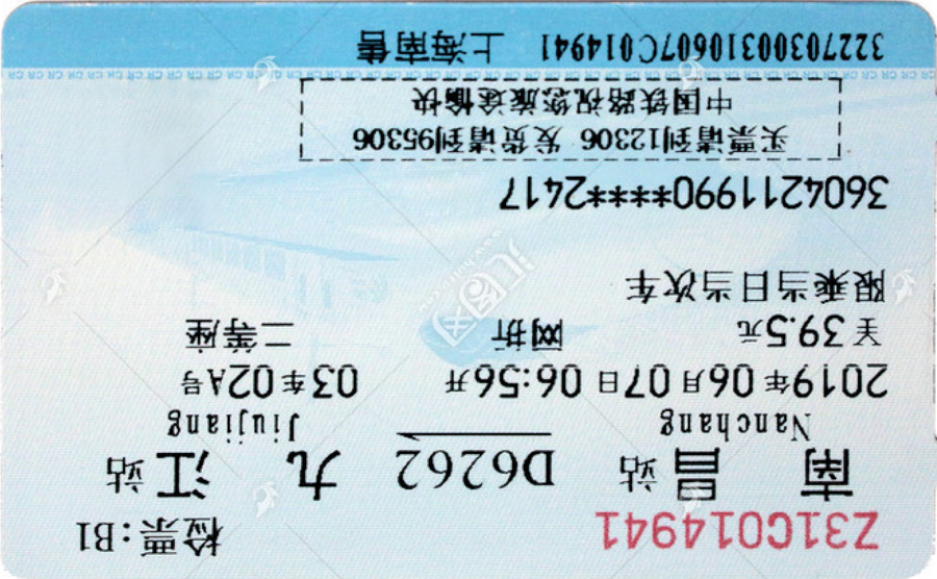 Z31C014941 检票:B1
南昌站 D6262 九江站
Nanchang Jiujiang
2019年06月07日06:56开 03车02A号
¥39.5元 网折 二等座
限乘当日当次车
3604211990****2417
买票请到12306 发货请到95306
中国铁路祝您旅途愉快
32270300310607C014941 上海南售